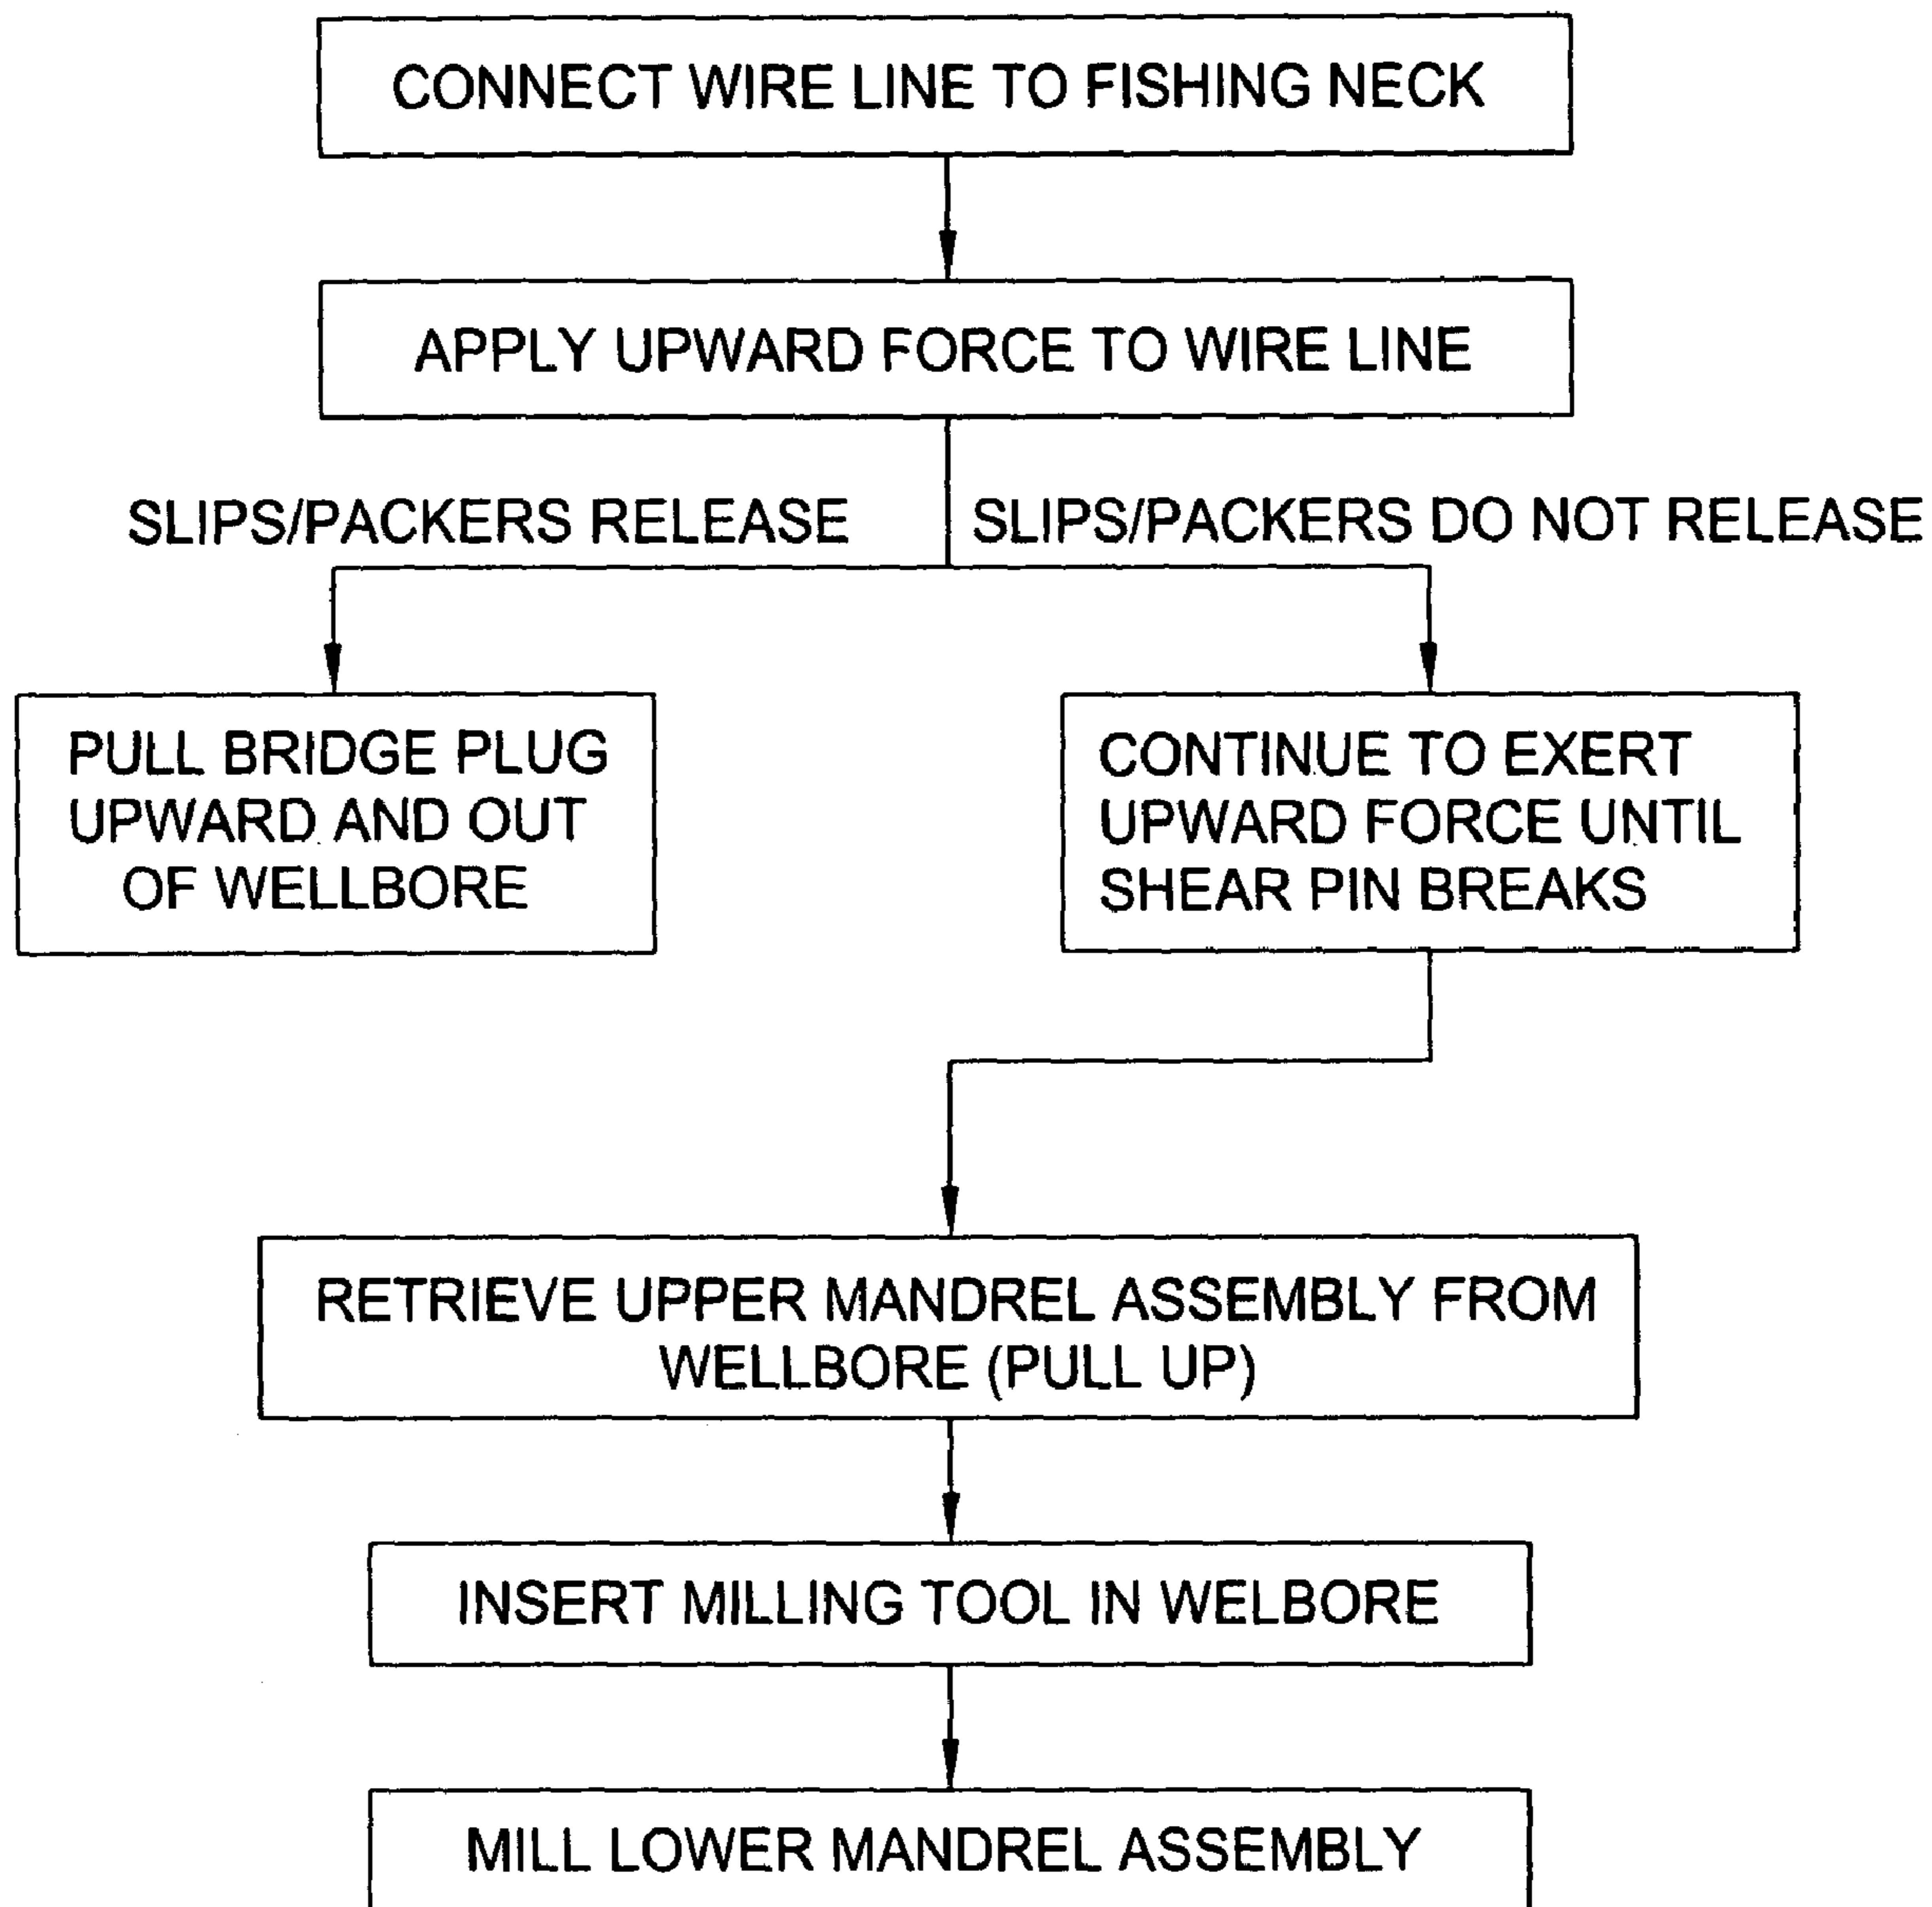 CONNECT WIRE LINE TO FISHING NECK
APPLY UPWARD FORCE TO WIRE LINE
SLIPS/PACKERS RELEASE
SLIPS/PACKERS DO NOT RELEASE
PULL BRIDGE PLUG
UPWARD AND OUT
OF WELLBORE
CONTINUE TO EXERT
UPWARD FORCE UNTIL
SHEAR PIN BREAKS
RETRIEVE UPPER MANDREL ASSEMBLY FROM
WELLBORE (PULL UP)
INSERT MILLING TOOL IN WELBORE
MILL LOWER MANDREL ASSEMBLY